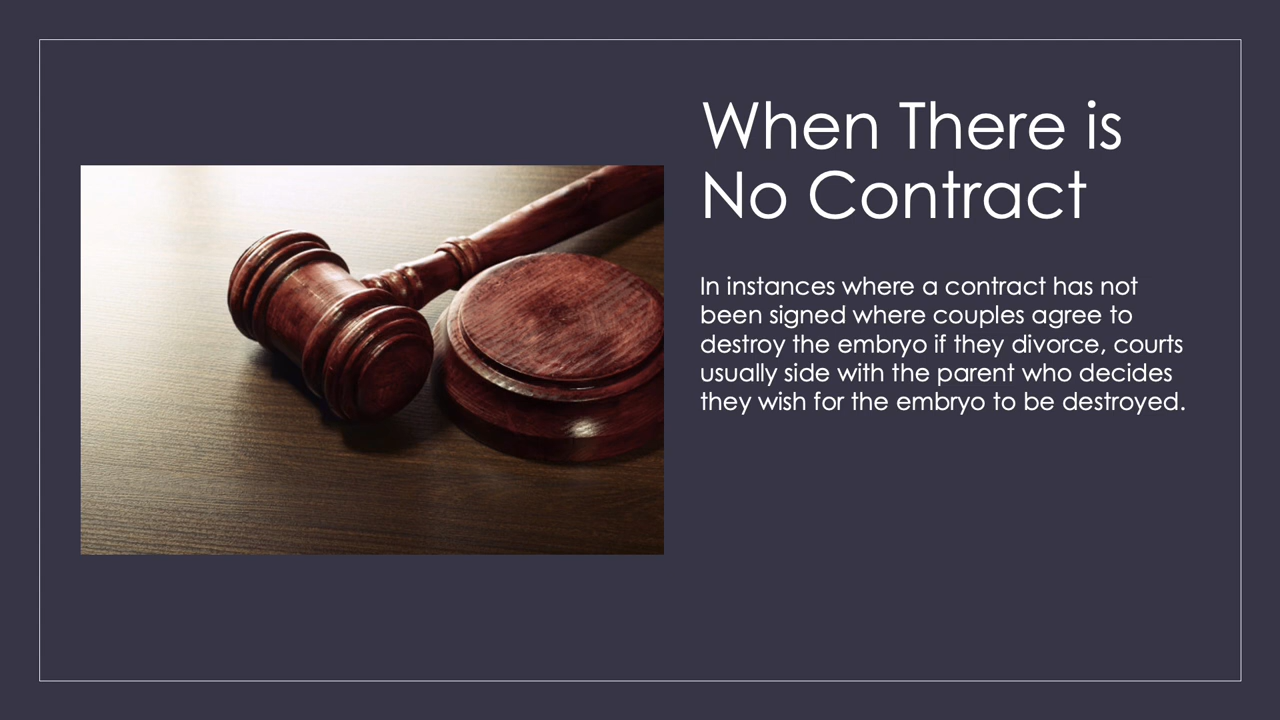 When There is
No Contract
In instances where a contract has not
been signed where couples agree to
destroy the embryo if they divorce, courts
usually side with the parent who decides
they wish for the embryo to be destroyed.